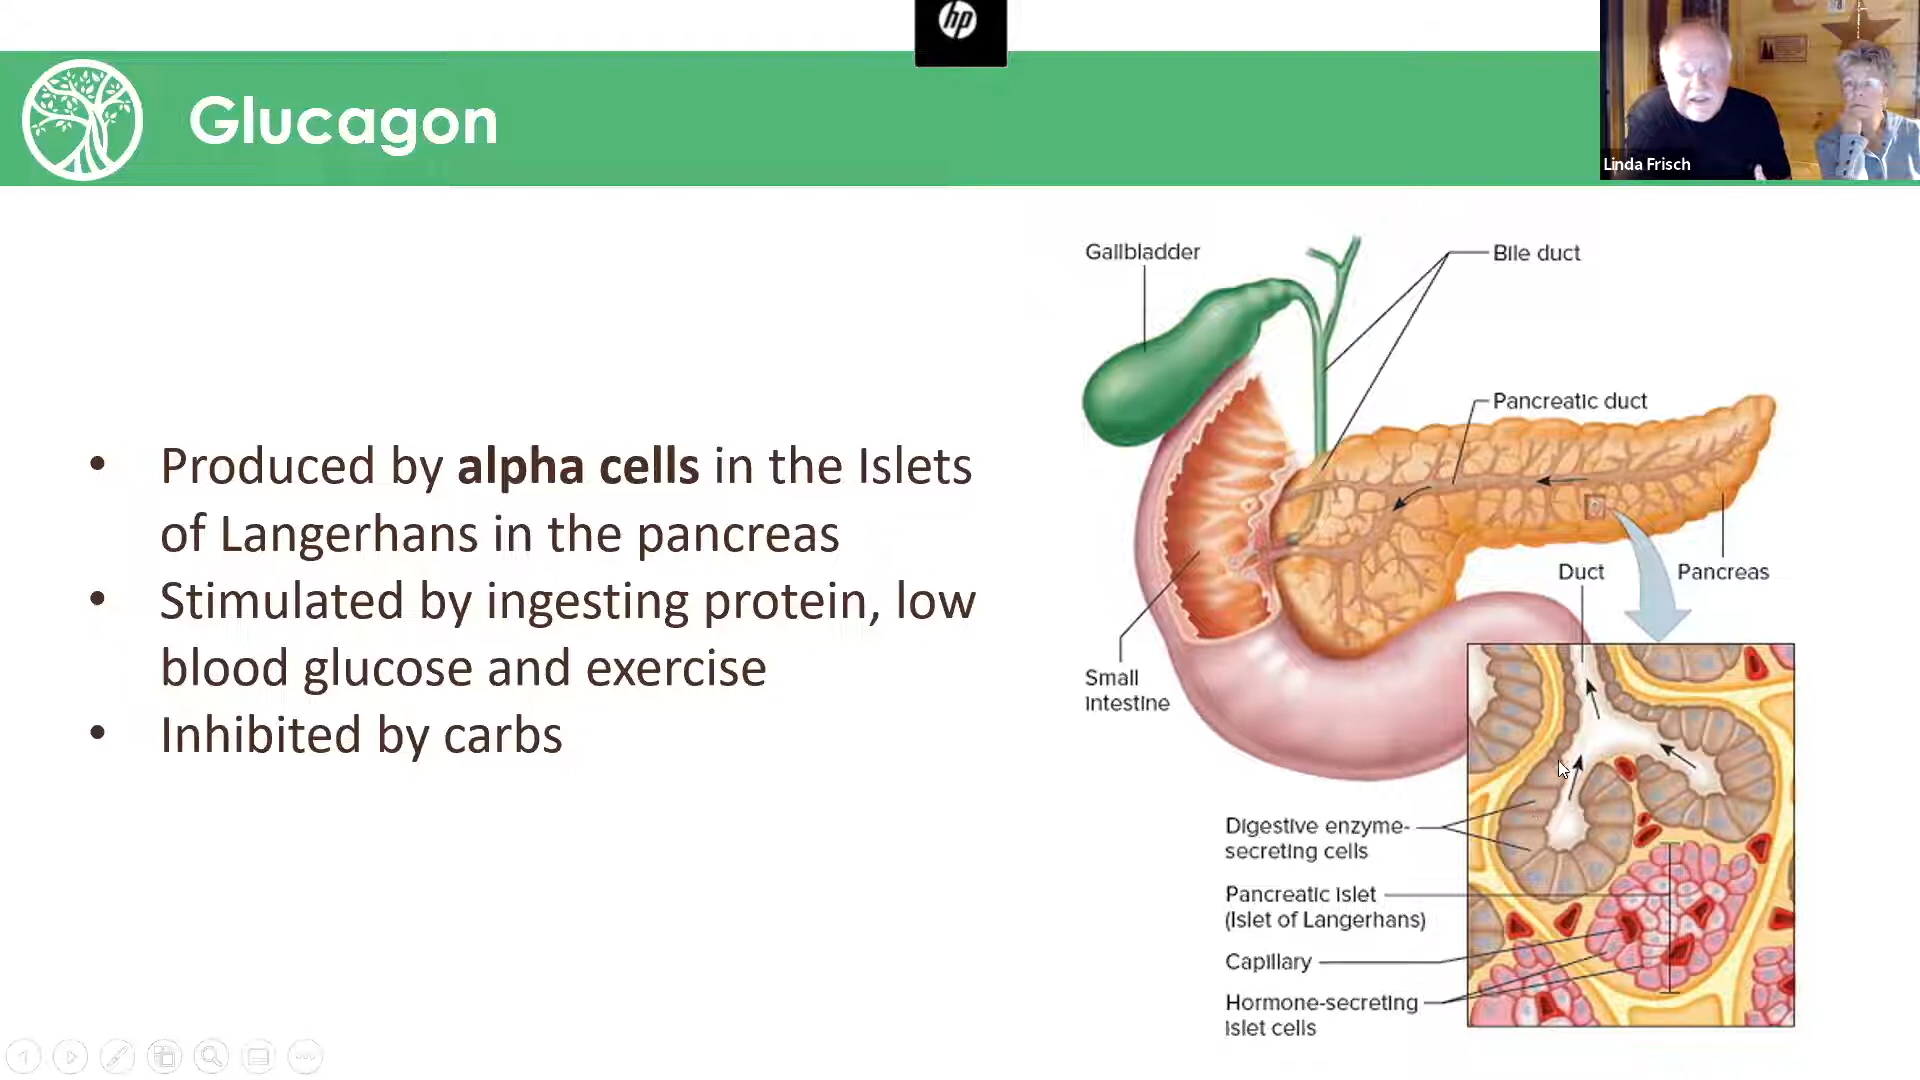 hp
Glucagon
Linda Frisch
• Produced by alpha cells in the Islets
of Langerhans in the pancreas
• Stimulated by ingesting protein, low
blood glucose and exercise
• Inhibited by carbs
Gallbladder
Bile duct
Pancreatic duct
Duct
Pancreas
Small
intestine
Digestive enzyme-
secreting cells
Pancreatic islet
(islet of Langerhans)
Capillary
Hormone-secreting
islet cells